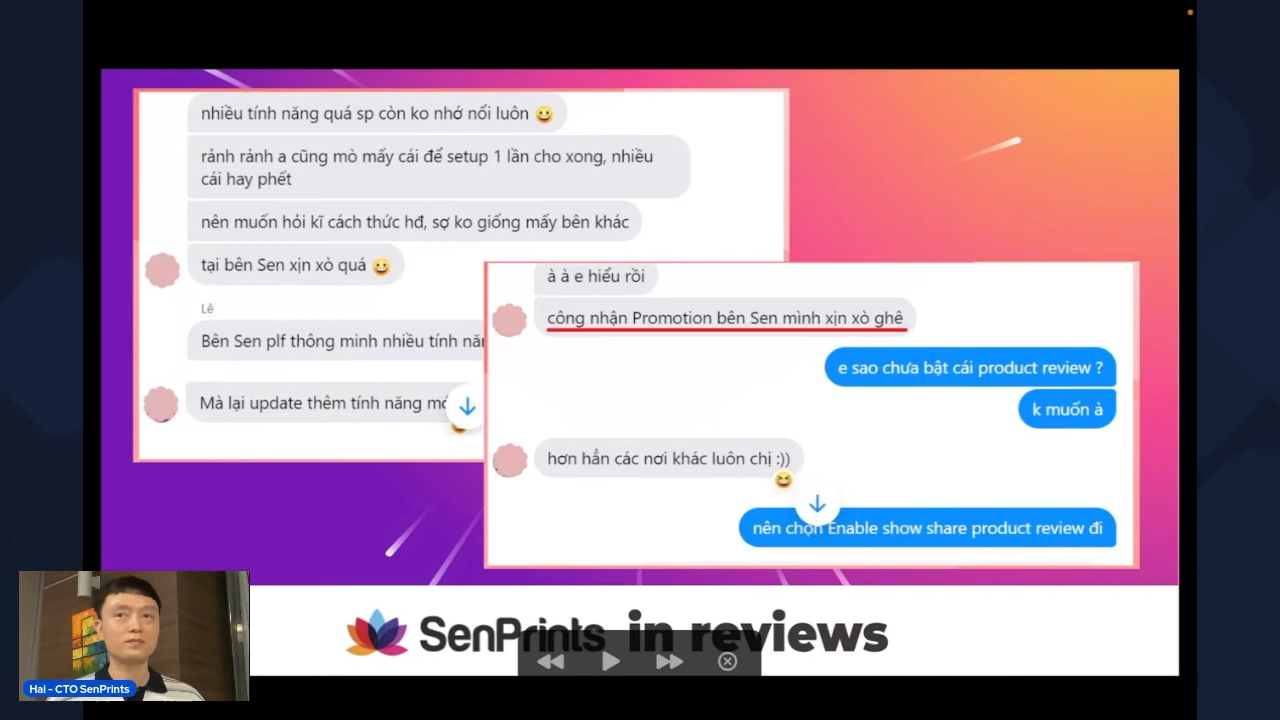 nhiều tính năng quá sp còn ko nhớ nổi luôn 😀
rảnh rảnh a cũng mò mấy cái để setup 1 lần cho xong, nhiều
cái hay phết
nên muốn hỏi kĩ cách thức hđ, sợ ko giống mấy bên khác
tại bên Sen xịn xò quá 😀
Lê
Bên Sen plf thông minh nhiều tính
Mà lại update thêm tính năng
à à e hiểu rồi
công nhận Promotion bên Sen mình xịn xò ghê
e sao chưa bật cái product review ?
k muốn à
hơn hẳn các nơi khác luôn chị :))
nên chọn Enable show share product review đi
SenPrints in reviews
Hai - CTO SenPrints